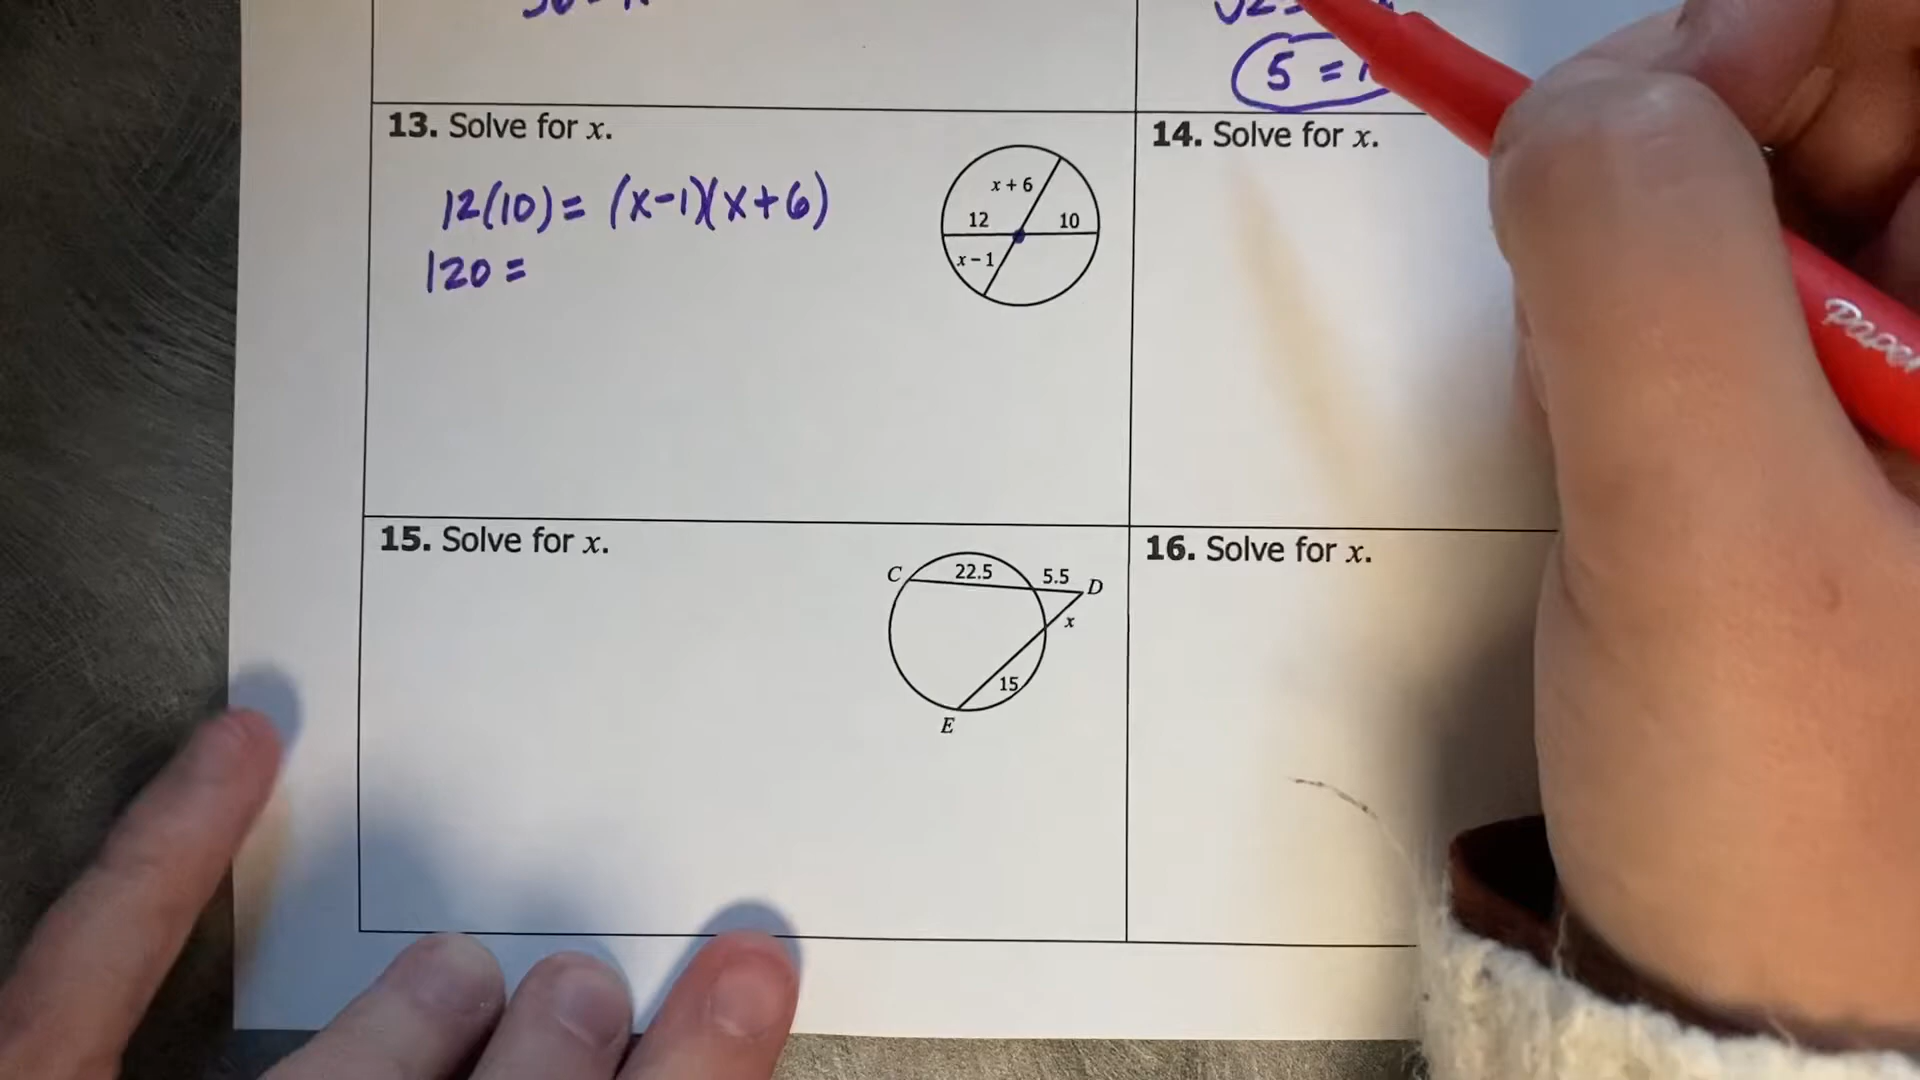 5 =
13. Solve for x.
12(10) = (x-1)(x+6)
120 =
x + 6
12
10
x - 1
14. Solve for x.
15. Solve for x.
C
22.5
5.5
D
x
15
E
16. Solve for x.
Paper